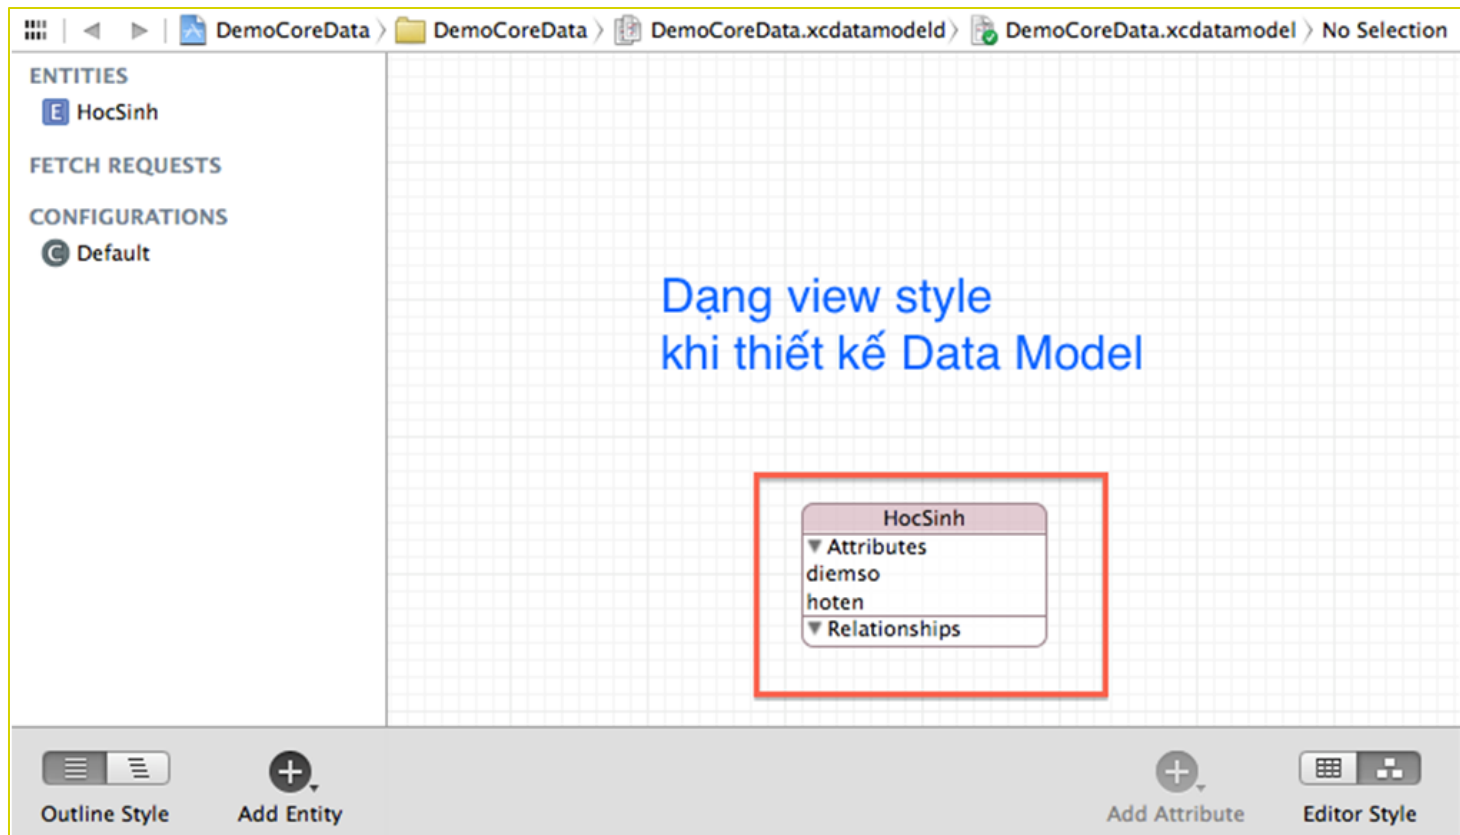 DemoCoreData DemoCoreData DemoCoreData.xcdatamodeld DemoCoreData.xcdatamodel No Selection
ENTITIES
E HocSinh
FETCH REQUESTS
CONFIGURATIONS
C Default
Dạng view style
khi thiết kế Data Model
HocSinh
Attributes
diemso
hoten
Relationships
Outline Style Add Entity Add Attribute Editor Style